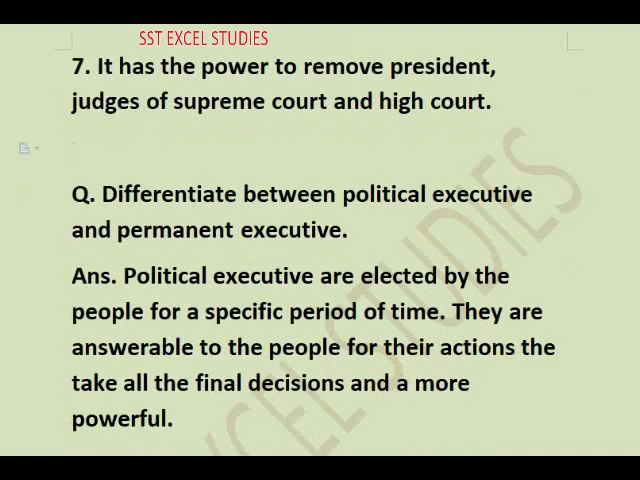 SST EXCEL STUDIES
7. It has the power to remove president,
judges of supreme court and high court.
Q. Differentiate between political executive
and permanent executive.
Ans. Political executive are elected by the
people for a specific period of time. They are
answerable to the people for their actions the
take all the final decisions and a more
powerful.
EXCEL STUDIES